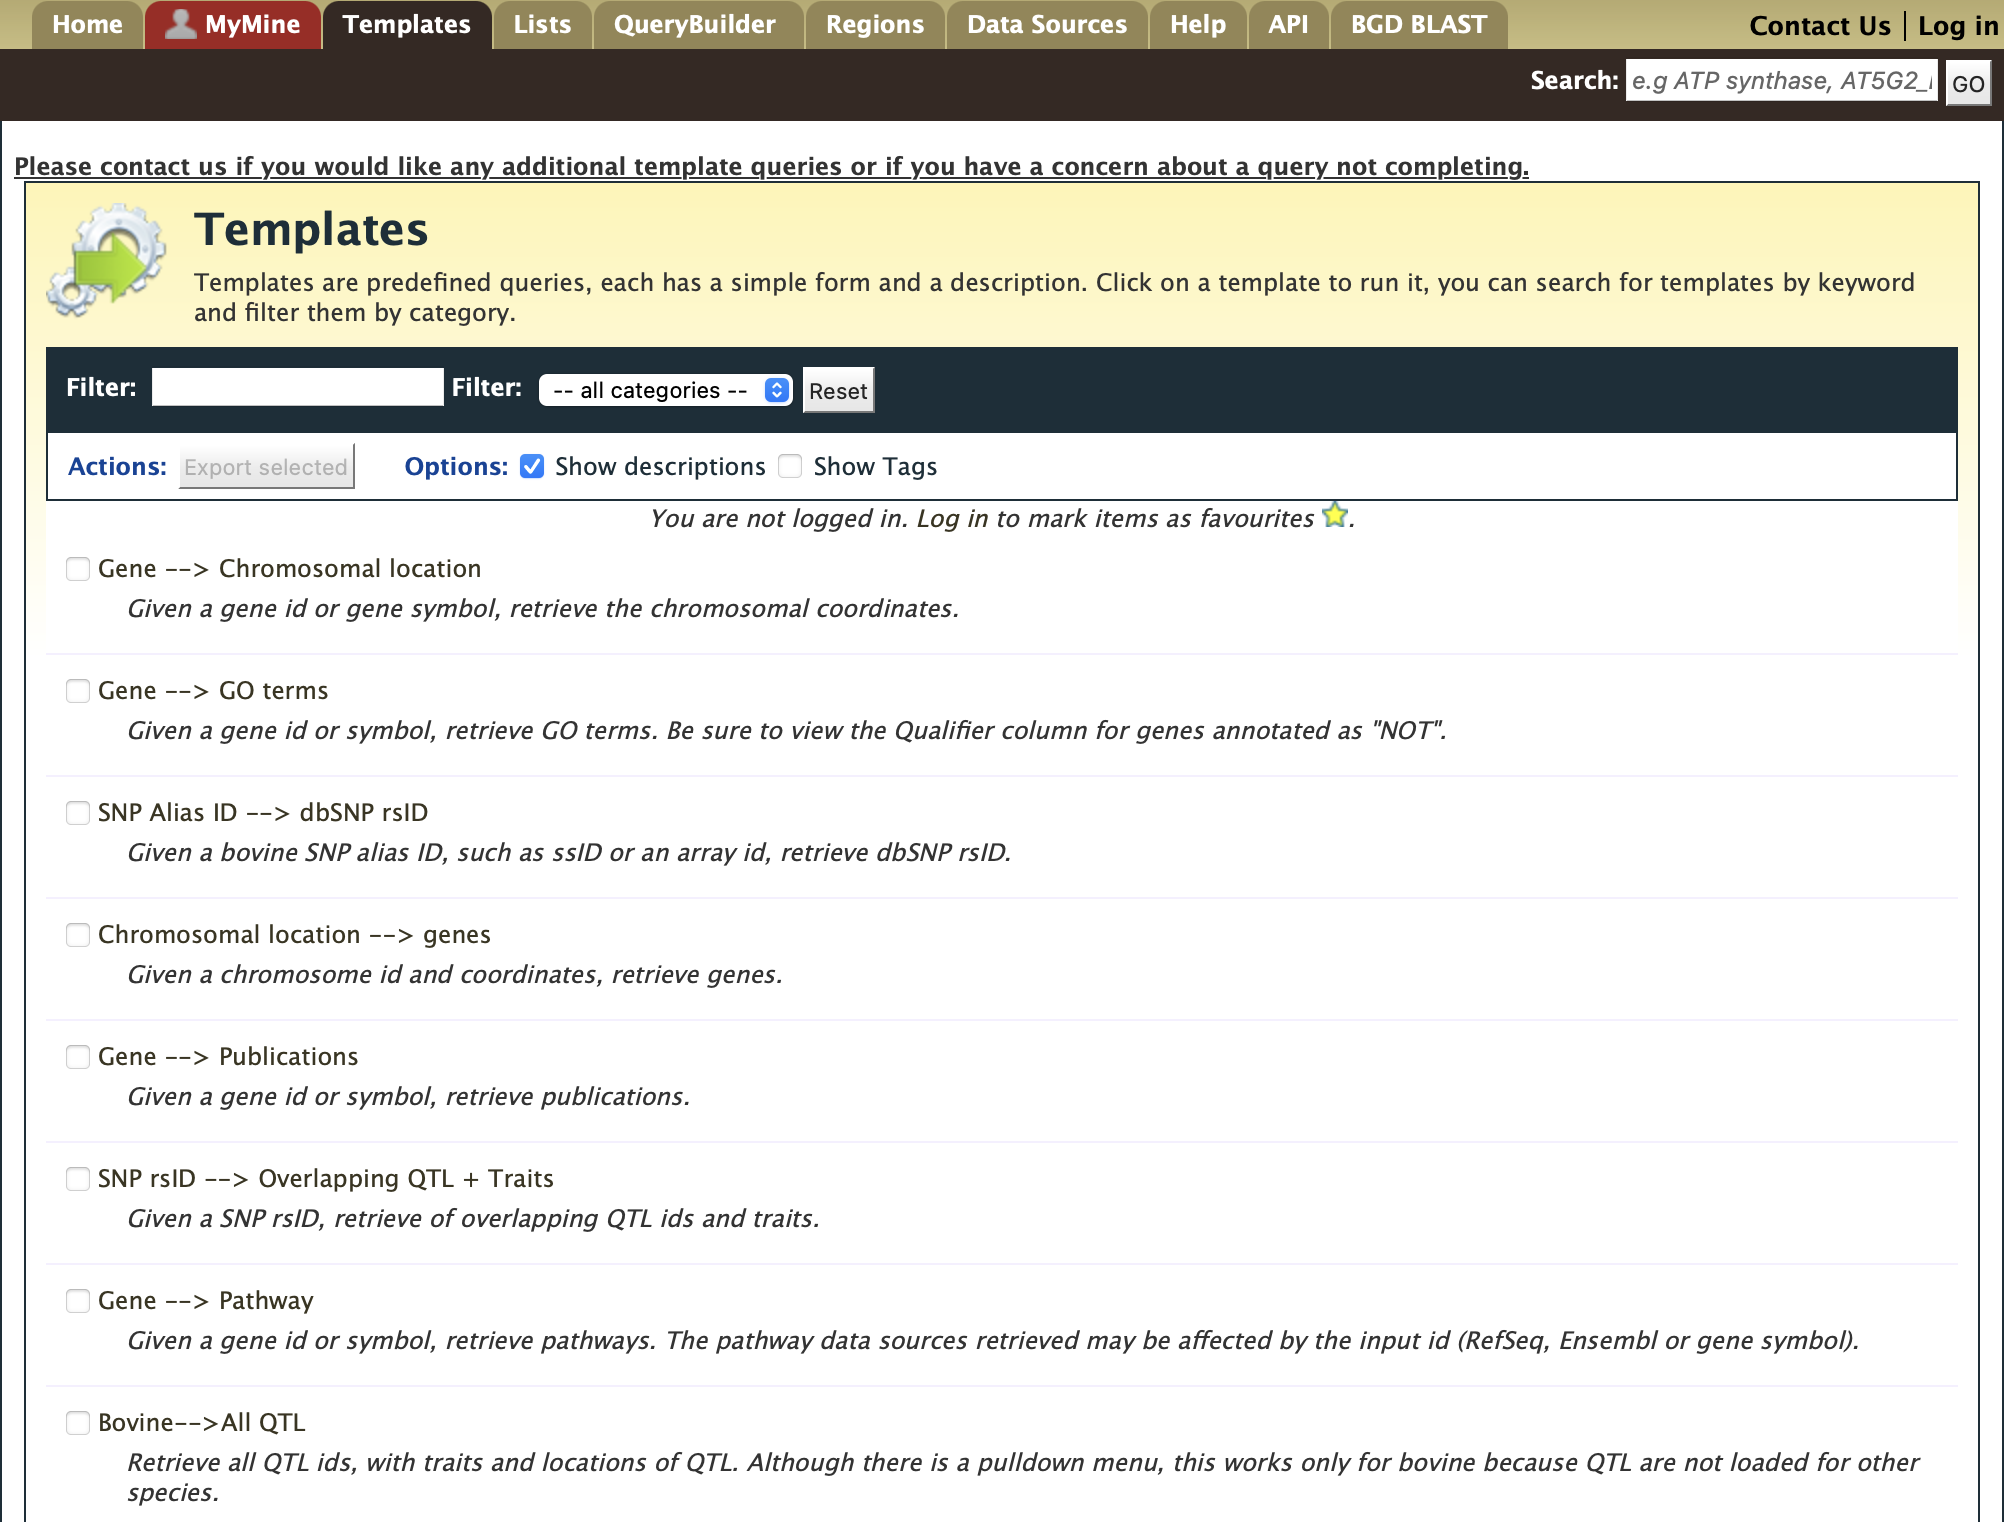 Home MyMine Templates Lists QueryBuilder Regions Data Sources Help API BGD BLAST Contact Us | Log in
Search: e.g ATP synthase, AT5G2_ GO
Please contact us if you would like any additional template queries or if you have a concern about a query not completing.
Templates
Templates are predefined queries, each has a simple form and a description. Click on a template to run it, you can search for templates by keyword
and filter them by category.
Filter: Filter: -- all categories -- Reset
Actions: Export selected Options: Show descriptions Show Tags
You are not logged in. Log in to mark items as favourites .
Gene --> Chromosomal location
Given a gene id or gene symbol, retrieve the chromosomal coordinates.
Gene --> GO terms
Given a gene id or symbol, retrieve GO terms. Be sure to view the Qualifier column for genes annotated as "NOT".
SNP Alias ID --> dbSNP rsID
Given a bovine SNP alias ID, such as ssID or an array id, retrieve dbSNP rsID.
Chromosomal location --> genes
Given a chromosome id and coordinates, retrieve genes.
Gene --> Publications
Given a gene id or symbol, retrieve publications.
SNP rsID --> Overlapping QTL + Traits
Given a SNP rsID, retrieve of overlapping QTL ids and traits.
Gene --> Pathway
Given a gene id or symbol, retrieve pathways. The pathway data sources retrieved may be affected by the input id (RefSeq, Ensembl or gene symbol).
Bovine-->All QTL
Retrieve all QTL ids, with traits and locations of QTL. Although there is a pulldown menu, this works only for bovine because QTL are not loaded for other
species.